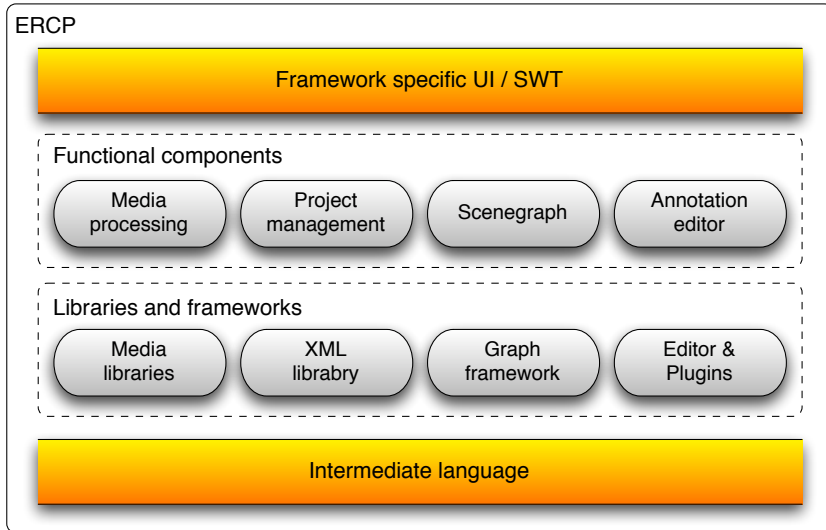 ERCP
Framework specific UI / SWT
Functional components
Media
processing
Project
management
Scenegraph
Annotation
editor
Libraries and frameworks
Media
libraries
XML
librabry
Graph
framework
Editor &
Plugins
Intermediate language